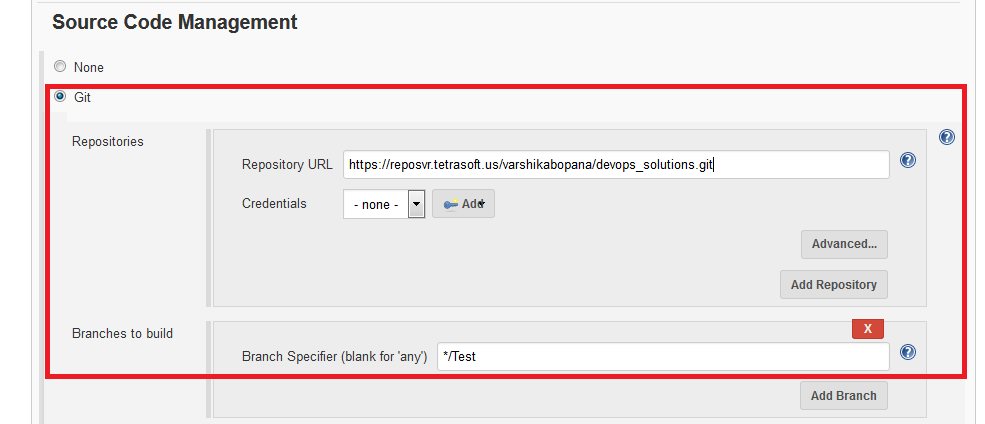 Source Code Management
None
Git
Repositories
Repository URL https://reposvr.tetrasoft.us/varshikabopana/devops_solutions.git
Credentials - none - Add
Advanced...
Add Repository
Branches to build
X
Branch Specifier (blank for 'any') */Test
Add Branch